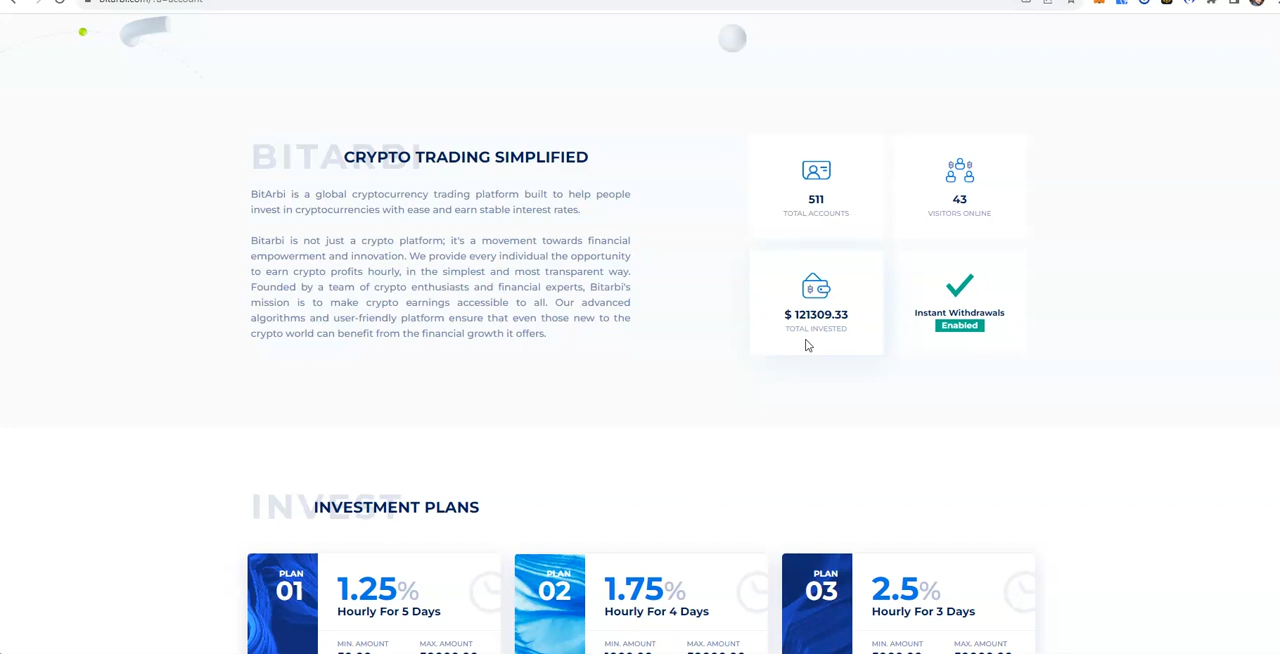 BITARBI
CRYPTO TRADING SIMPLIFIED
BitArbi is a global cryptocurrency trading platform built to help people
invest in cryptocurrencies with ease and earn stable interest rates.
Bitarbi is not just a crypto platform; it's a movement towards financial
empowerment and innovation. We provide every individual the opportunity
to earn crypto profits hourly, in the simplest and most transparent way.
Founded by a team of crypto enthusiasts and financial experts, Bitarbi's
mission is to make crypto earnings accessible to all. Our advanced
algorithms and user-friendly platform ensure that even those new to the
crypto world can benefit from the financial growth it offers.
511
TOTAL ACCOUNTS
43
VISITORS ONLINE
$ 121309.33
TOTAL INVESTED
Instant Withdrawals
Enabled
INVEST
INVESTMENT PLANS
PLAN
01
1.25%
Hourly For 5 Days
MIN. AMOUNT
MAX. AMOUNT
PLAN
02
1.75%
Hourly For 4 Days
MIN. AMOUNT
MAX. AMOUNT
PLAN
03
2.5%
Hourly For 3 Days
MIN. AMOUNT
MAX. AMOUNT